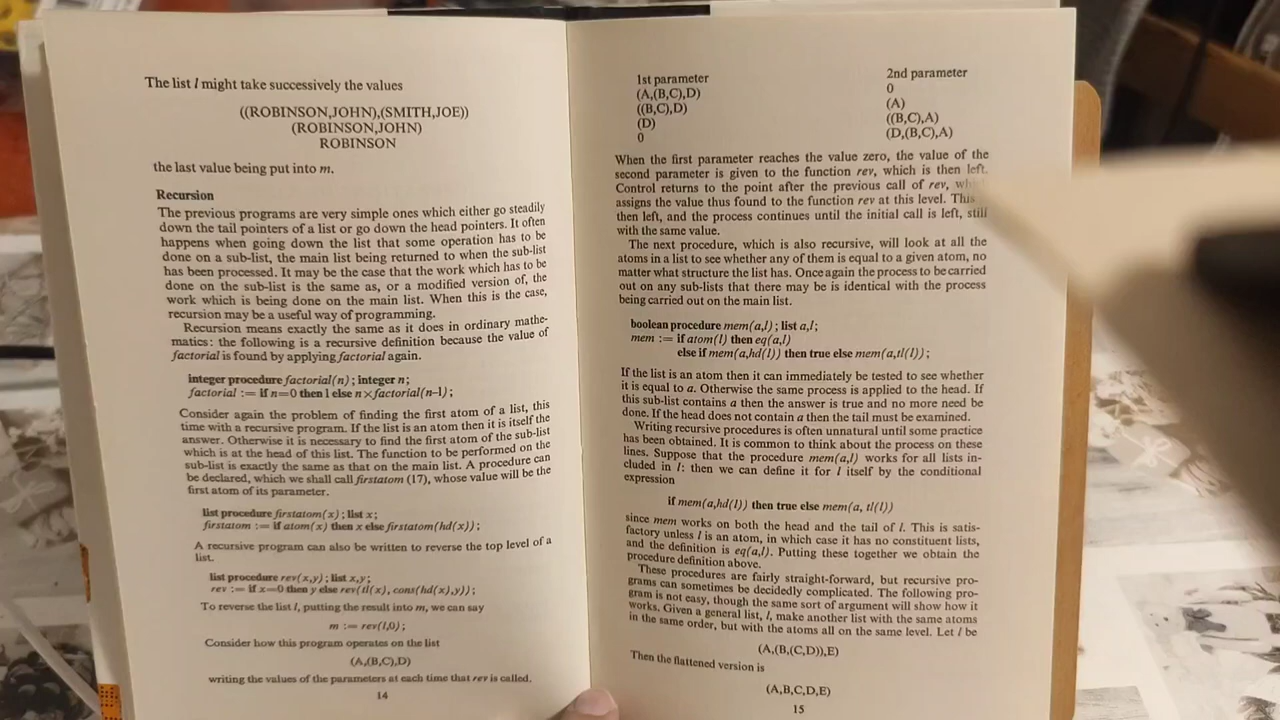 The list l might take successively the values
((ROBINSON,JOHN),(SMITH,JOE))
(ROBINSON,JOHN)
ROBINSON
the last value being put into m.
Recursion
The previous programs are very simple ones which either go steadily
down the tail pointers of a list or go down the head pointers. It often
happens when going down the list that some operation has to be
done on a sub-list, the main list being returned to when the sub-list
has been processed. It may be the case that the work which has to be
done on the sub-list is the same as, or a modified version of, the
work which is being done on the main list. When this is the case,
recursion may be a useful way of programming.
Recursion means exactly the same as it does in ordinary mathe-
matics: the following is a recursive definition because the value of
factorial is found by applying factorial again.
integer procedure factorial(n); integer n;
factorial := if n=0 then 1 else n×factorial(n–1);
Consider again the problem of finding the first atom of a list, this
time with a recursive program. If the list is an atom then it is itself the
answer. Otherwise it is necessary to find the first atom of the sub-list
which is at the head of this list. The function to be performed on the
sub-list is exactly the same as that on the main list. A procedure can
be declared, which we shall call firstatom (17), whose value will be the
first atom of its parameter.
list procedure firstatom(x); list x;
firstatom := if atom(x) then x else firstatom(hd(x));
A recursive program can also be written to reverse the top level of a
list.
list procedure rev(x,y); list x,y;
rev := if x=0 then y else rev(tl(x), cons(hd(x),y));
To reverse the list l, putting the result into m, we can say
m := rev(l,0);
Consider how this program operates on the list
(A,(B,C),D)
writing the values of the parameters at each time that rev is called.
14
1st parameter 2nd parameter
(A,(B,C),D) 0
((B,C),D) (A)
(D) ((B,C),A)
0 (D,(B,C),A)
When the first parameter reaches the value zero, the value of the
second parameter is given to the function rev, which is then left.
Control returns to the point after the previous call of rev,
assigns the value thus found to the function rev at this level. This
then left, and the process continues until the initial call is left, still
with the same value.
The next procedure, which is also recursive, will look at all the
atoms in a list to see whether any of them is equal to a given atom, no
matter what structure the list has. Once again the process to be carried
out on any sub-lists that there may be is identical with the process
being carried out on the main list.
boolean procedure mem(a,l); list a,l;
mem := if atom(l) then eq(a,l)
else if mem(a,hd(l)) then true else mem(a,tl(l));
If the list is an atom then it can immediately be tested to see whether
it is equal to a. Otherwise the same process is applied to the head. If
this sub-list contains a then the answer is true and no more need be
done. If the head does not contain a then the tail must be examined.
Writing recursive procedures is often unnatural until some practice
has been obtained. It is common to think about the process on these
lines. Suppose that the procedure mem(a,l) works for all lists in-
cluded in l: then we can define it for l itself by the conditional
expression
if mem(a,hd(l)) then true else mem(a, tl(l))
since mem works on both the head and the tail of l. This is satis-
factory unless l is an atom, in which case it has no constituent lists,
and the definition is eq(a,l). Putting these together we obtain the
procedure definition above.
These procedures are fairly straight-forward, but recursive pro-
grams can sometimes be decidedly complicated. The following pro-
gram is not easy, though the same sort of argument will show how it
works. Given a general list, l, make another list with the same atoms
in the same order, but with the atoms all on the same level. Let l be
(A,(B,(C,D)),E)
Then the flattened version is
(A,B,C,D,E)
15